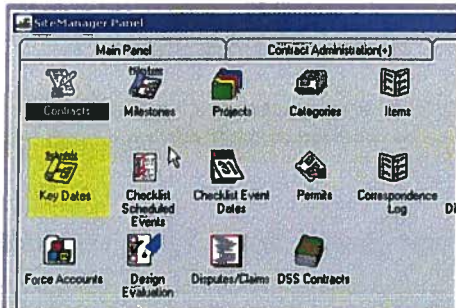 SiteManager Panel
Main Panel
Contract Administration(+)
Contracts
Milestones
Projects
Categories
Items
Key Dates
Checklist
Scheduled
Events
Checklist Event
Dates
Permits
Correspondence
Log
Di
Force Accounts
Design
Evaluation
Disputes/Claims
DSS Contracts